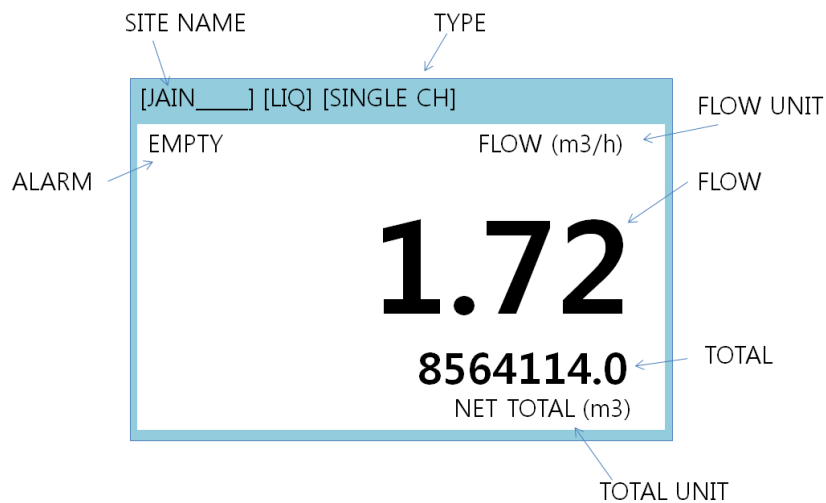 SITE NAME TYPE
[JAIN_____] [LIQ] [SINGLE CH]
FLOW UNIT
EMPTY FLOW (m3/h)
ALARM FLOW
1.72
TOTAL
8564114.0
NET TOTAL (m3)
TOTAL UNIT